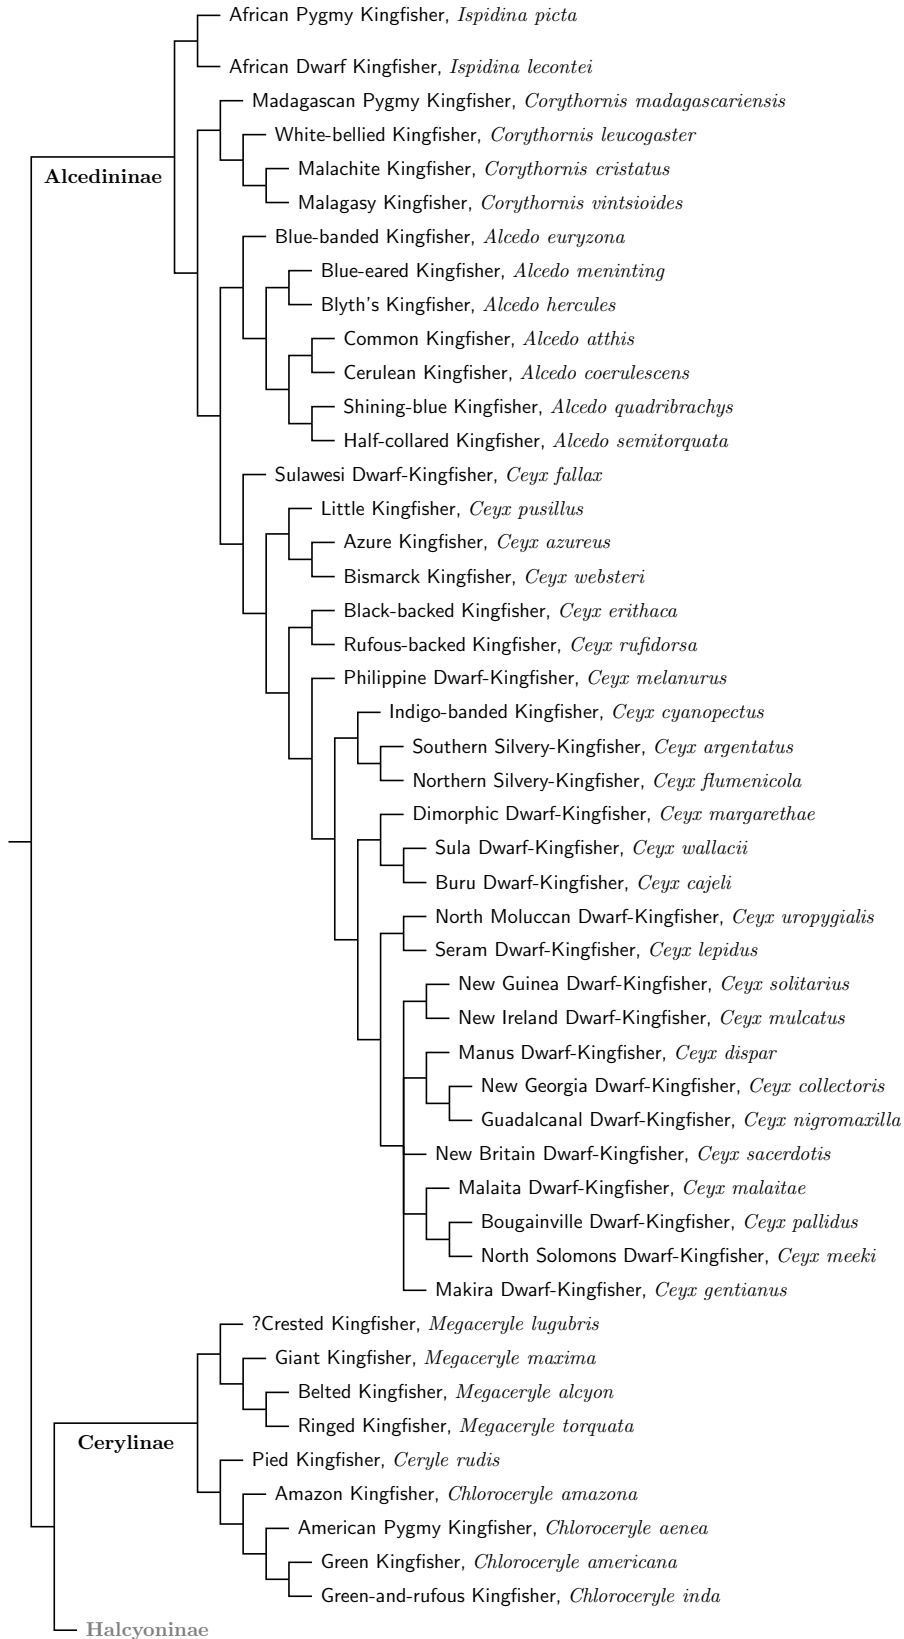 African Pygmy Kingfisher, Ispidina picta
African Dwarf Kingfisher, Ispidina lecontei
Madagascan Pygmy Kingfisher, Corythornis madagascariensis
White-bellied Kingfisher, Corythornis leucogaster
Malachite Kingfisher, Corythornis cristatus
Alcedininae
Malagasy Kingfisher, Corythornis vintsioides
Blue-banded Kingfisher, Alcedo euryzona
Blue-eared Kingfisher, Alcedo meninting
Blyth's Kingfisher, Alcedo hercules
Common Kingfisher, Alcedo atthis
Cerulean Kingfisher, Alcedo coerulescens
Shining-blue Kingfisher, Alcedo quadribrachys
Half-collared Kingfisher, Alcedo semitorquata
Sulawesi Dwarf-Kingfisher, Ceyx fallax
Little Kingfisher, Ceyx pusillus
Azure Kingfisher, Ceyx azureus
Bismarck Kingfisher, Ceyx websteri
Black-backed Kingfisher, Ceyx erithaca
Rufous-backed Kingfisher, Ceyx rufidorsa
Philippine Dwarf-Kingfisher, Ceyx melanurus
Indigo-banded Kingfisher, Ceyx cyanopectus
Southern Silvery-Kingfisher, Ceyx argentatus
Northern Silvery-Kingfisher, Ceyx flumenicola
Dimorphic Dwarf-Kingfisher, Ceyx margarethae
Sula Dwarf-Kingfisher, Ceyx wallacii
Buru Dwarf-Kingfisher, Ceyx cajeli
North Moluccan Dwarf-Kingfisher, Ceyx uropygialis
Seram Dwarf-Kingfisher, Ceyx lepidus
New Guinea Dwarf-Kingfisher, Ceyx solitarius
New Ireland Dwarf-Kingfisher, Ceyx mulcatus
Manus Dwarf-Kingfisher, Ceyx dispar
New Georgia Dwarf-Kingfisher, Ceyx collectoris
Guadalcanal Dwarf-Kingfisher, Ceyx nigromaxilla
New Britain Dwarf-Kingfisher, Ceyx sacerdotis
Malaita Dwarf-Kingfisher, Ceyx malaitae
Bougainville Dwarf-Kingfisher, Ceyx pallidus
North Solomons Dwarf-Kingfisher, Ceyx meeki
Makira Dwarf-Kingfisher, Ceyx gentianus
?Crested Kingfisher, Megaceryle lugubris
Giant Kingfisher, Megaceryle maxima
Belted Kingfisher, Megaceryle alcyon
Ringed Kingfisher, Megaceryle torquata
Cerylinae
Pied Kingfisher, Ceryle rudis
Amazon Kingfisher, Chloroceryle amazona
American Pygmy Kingfisher, Chloroceryle aenea
Green Kingfisher, Chloroceryle americana
Green-and-rufous Kingfisher, Chloroceryle inda
Halcyoninae